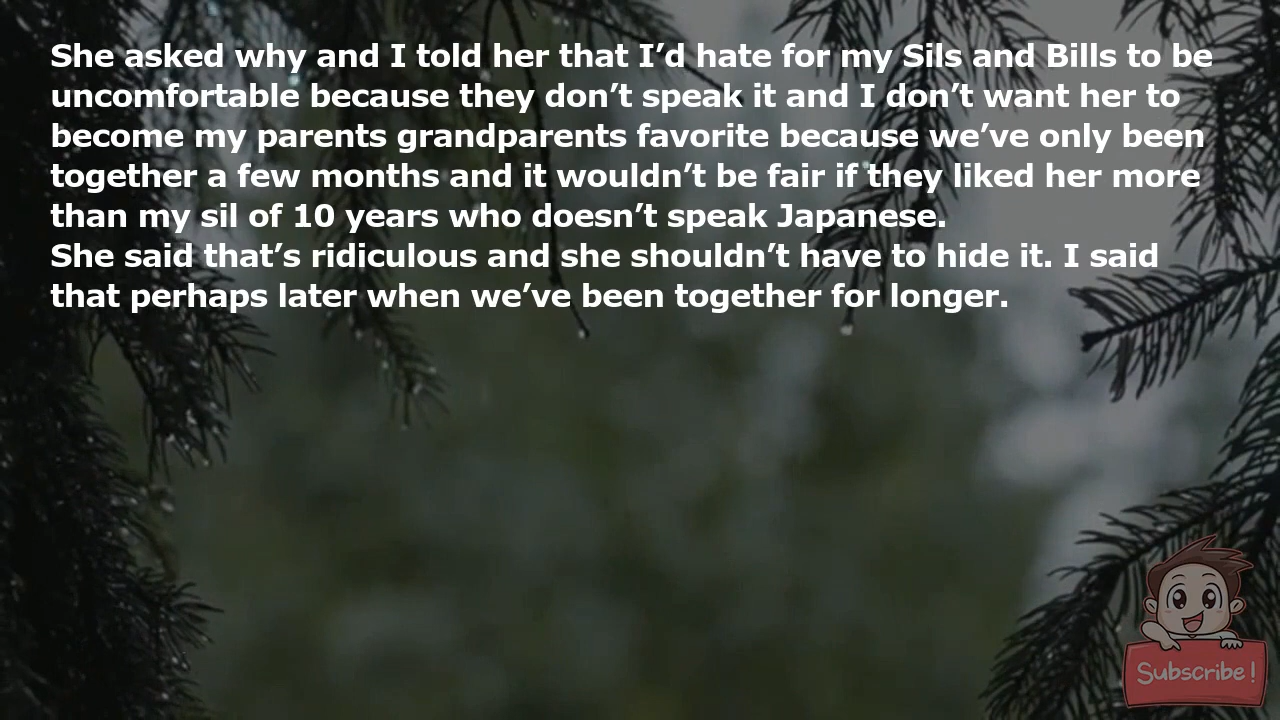 She asked why and I told her that I’d hate for my Sils and Bills to be
uncomfortable because they don’t speak it and I don’t want her to
become my parents grandparents favorite because we’ve only been
together a few months and it wouldn’t be fair if they liked her more
than my sil of 10 years who doesn’t speak Japanese.
She said that’s ridiculous and she shouldn’t have to hide it. I said
that perhaps later when we’ve been together for longer.
Subscribe!